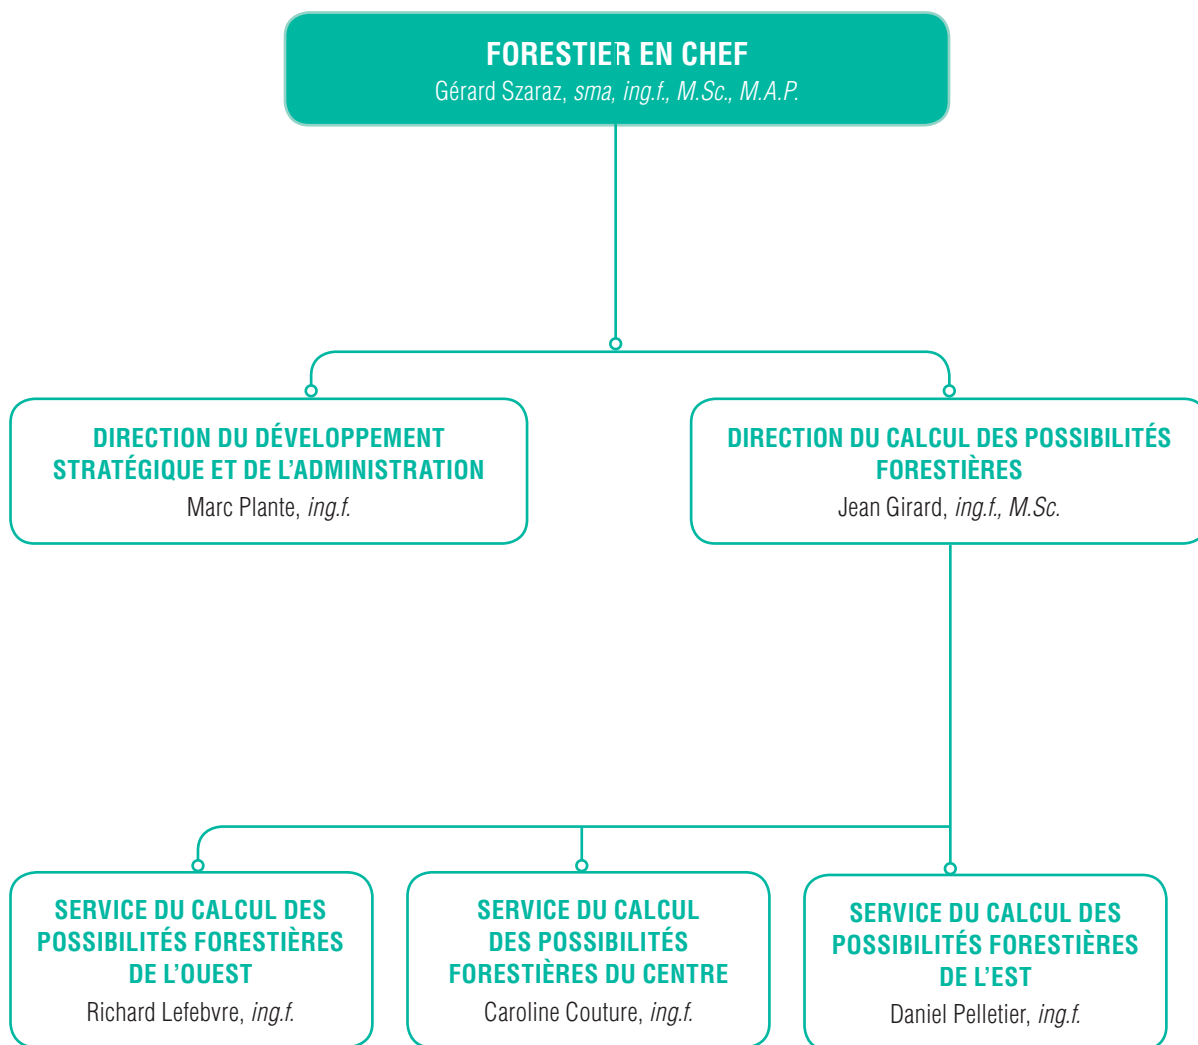 FORESTIER EN CHEF
Gérard Szaraz, sma, ing.f., M.Sc., M.A.P.
DIRECTION DU DÉVELOPPEMENT
STRATÉGIQUE ET DE L'ADMINISTRATION
Marc Plante, ing.f.
DIRECTION DU CALCUL DES POSSIBILITÉS
FORESTIÈRES
Jean Girard, ing.f., M.Sc.
SERVICE DU CALCUL DES
POSSIBILITÉS FORESTIÈRES
DE L'OUEST
Richard Lefebvre, ing.f.
SERVICE DU CALCUL
DES POSSIBILITÉS
FORESTIÈRES DU CENTRE
Caroline Couture, ing.f.
SERVICE DU CALCUL DES
POSSIBILITÉS FORESTIÈRES
DE L'EST
Daniel Pelletier, ing.f.